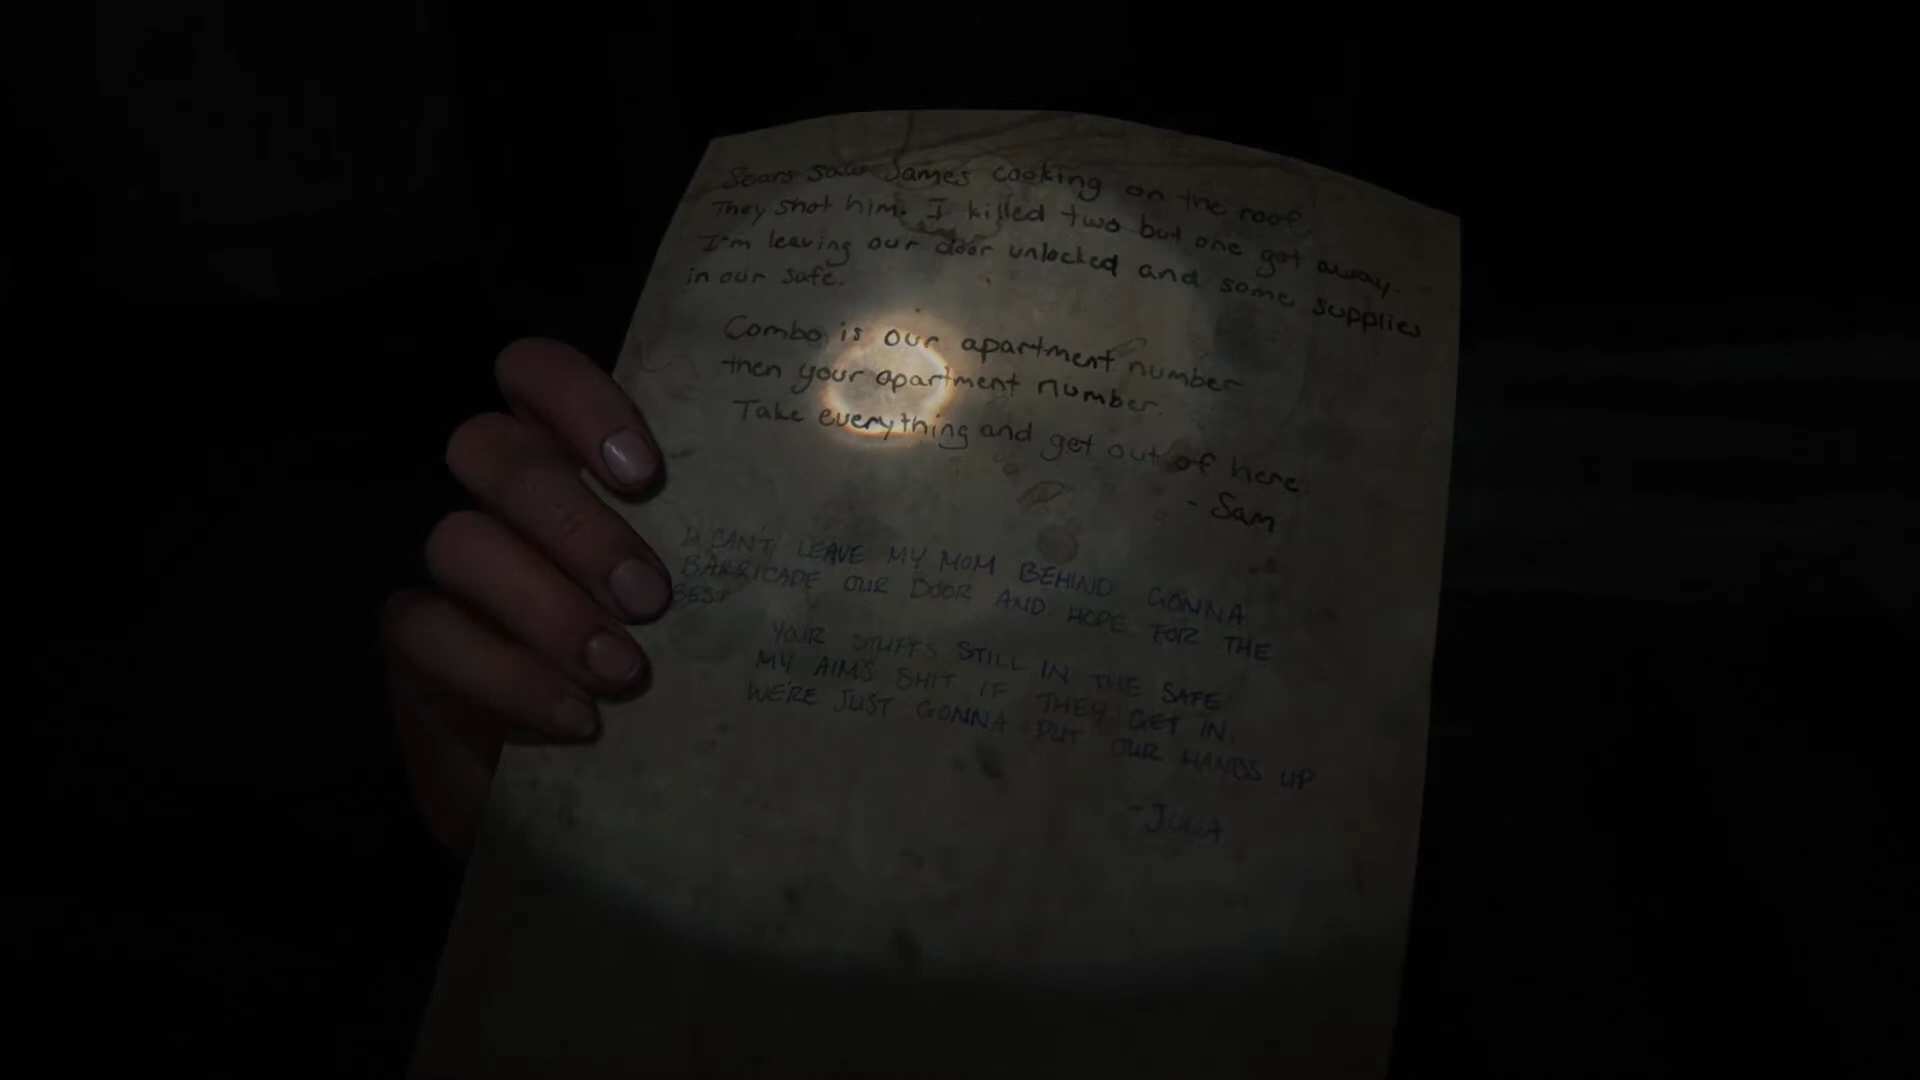 Scars saw James cooking on the roof.
They shot him. I killed two but one got away.
I'm leaving our door unlocked and some supplies
in our safe.
Combo is our apartment number
then your apartment number.
Take everything and get out of here.
- Sam
I CAN'T LEAVE MY MOM BEHIND GONNA
BARRICADE OUR DOOR AND HOPE FOR THE
BEST
YOUR STUFFS STILL IN THE SAFE
MY AIMS SHIT IF THEY GET IN.
WE'RE JUST GONNA PUT OUR HANDS UP
- JULIA